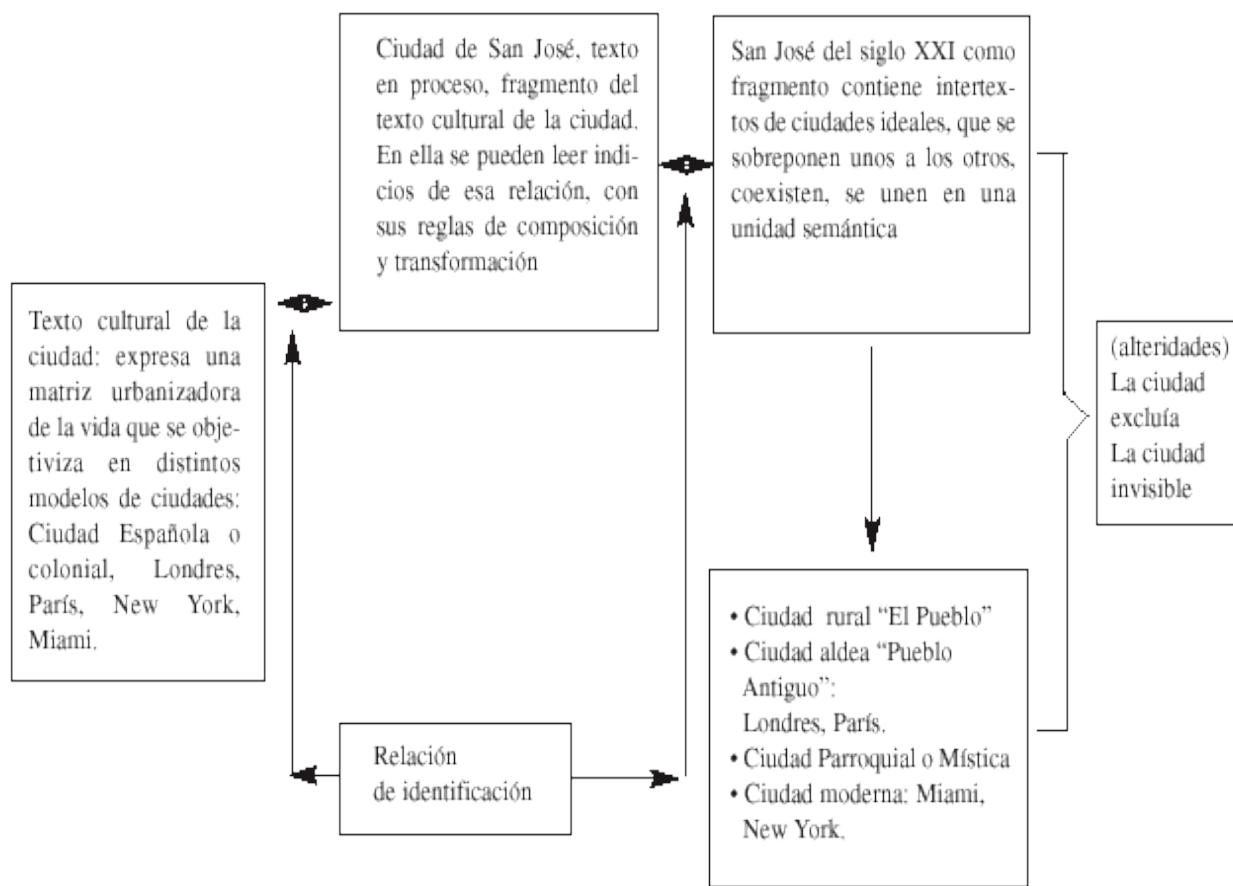 Ciudad de San José, texto
en proceso, fragmento del
texto cultural de la ciudad.
En ella se pueden leer indi-
cios de esa relación, con
sus reglas de composición
y transformación
San José del siglo XXI como
fragmento contiene intertex-
tos de ciudades ideales, que se
sobreponen unos a los otros,
coexisten, se unen en una
unidad semántica
Texto cultural de la
ciudad: expresa una
matriz urbanizadora
de la vida que se obje-
tiviza en distintos
modelos de ciudades:
Ciudad Española o
colonial, Londres,
París, New York,
Miami.
(alteridades)
La ciudad
excluía
La ciudad
invisible
• Ciudad rural “El Pueblo”
• Ciudad aldea “Pueblo
Antiguo”:
Londres, París.
• Ciudad Parroquial o Mística
• Ciudad moderna: Miami,
New York.
Relación
de identificación